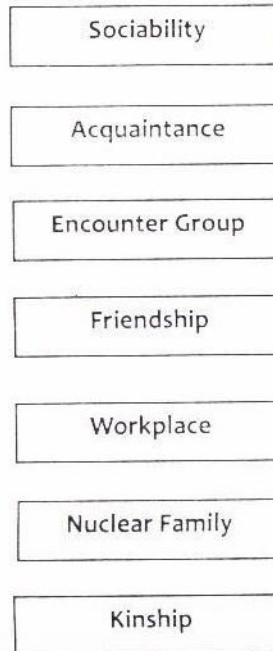 Sociability
Acquaintance
Encounter Group
Friendship
Workplace
Nuclear Family
Kinship